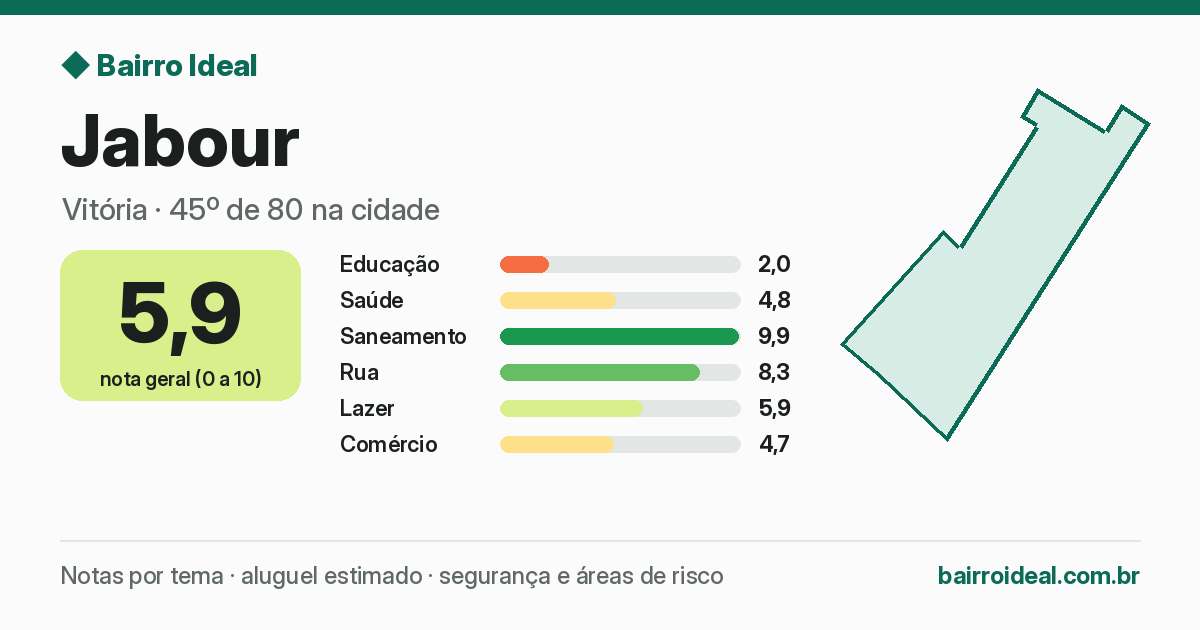 Bairro Ideal
Jabour
Vitória · 45º de 80 na cidade
5,9
nota geral (0 a 10)
Educação 2,0
Saúde 4,8
Saneamento 9,9
Rua 8,3
Lazer 5,9
Comércio 4,7
Notas por tema · aluguel estimado · segurança e áreas de risco
bairroideal.com.br